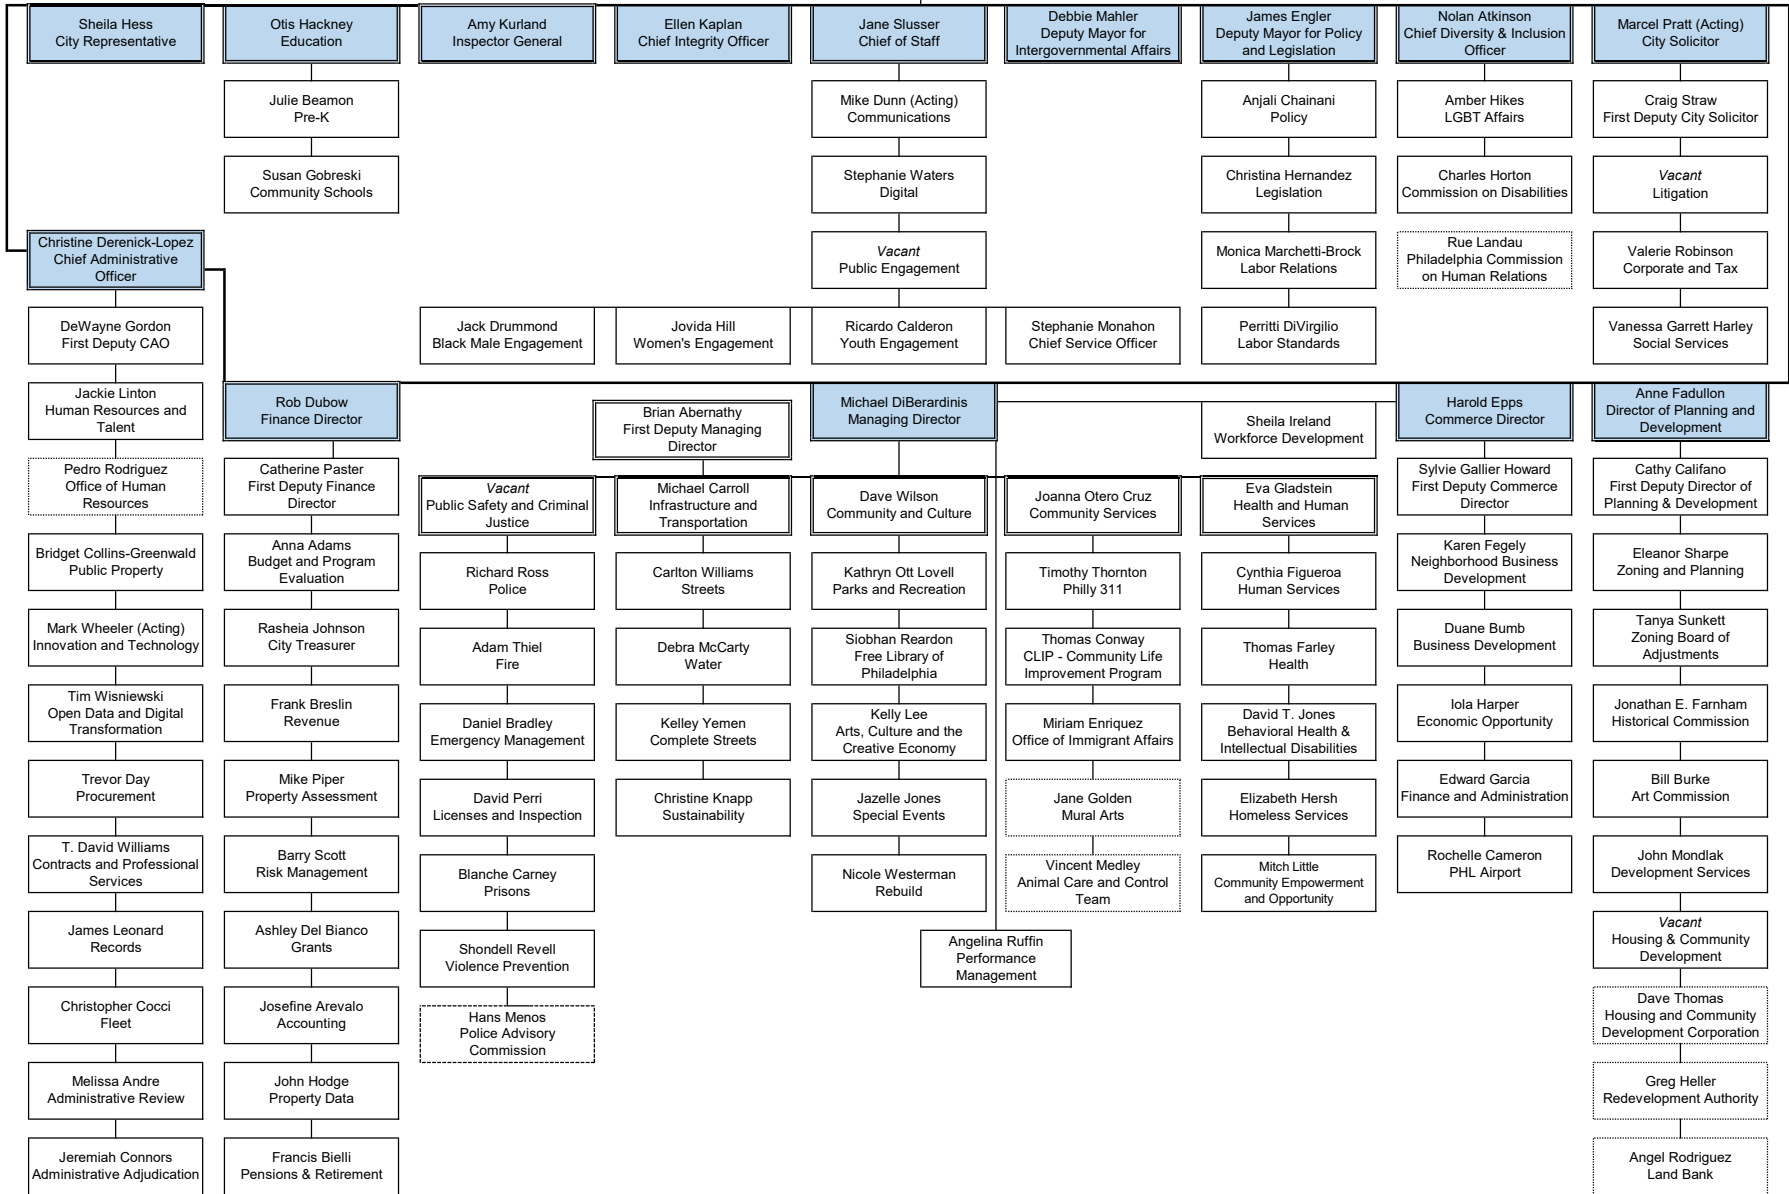 Sheila Hess
City Representative
Otis Hackney
Education
Amy Kurland
Inspector General
Ellen Kaplan
Chief Integrity Officer
Jane Slusser
Chief of Staff
Debbie Mahler
Deputy Mayor for
Intergovernmental Affairs
James Engler
Deputy Mayor for Policy
and Legislation
Nolan Atkinson
Chief Diversity & Inclusion
Officer
Marcel Pratt (Acting)
City Solicitor
Julie Beamon
Pre-K
Mike Dunn (Acting)
Communications
Anjali Chainani
Policy
Amber Hikes
LGBT Affairs
Craig Straw
First Deputy City Solicitor
Susan Gobreski
Community Schools
Stephanie Waters
Digital
Christina Hernandez
Legislation
Charles Horton
Commission on Disabilities
Vacant
Litigation
Christine Derenick-Lopez
Chief Administrative
Officer
Vacant
Public Engagement
Monica Marchetti-Brock
Labor Relations
Rue Landau
Philadelphia Commission
on Human Relations
Valerie Robinson
Corporate and Tax
DeWayne Gordon
First Deputy CAO
Jack Drummond
Black Male Engagement
Jovida Hill
Women's Engagement
Ricardo Calderon
Youth Engagement
Stephanie Monahon
Chief Service Officer
Perritti DiVirgilio
Labor Standards
Vanessa Garrett Harley
Social Services
Jackie Linton
Human Resources and
Talent
Rob Dubow
Finance Director
Brian Abernathy
First Deputy Managing
Director
Michael DiBerardinis
Managing Director
Sheila Ireland
Workforce Development
Harold Epps
Commerce Director
Anne Fadullon
Director of Planning and
Development
Pedro Rodriguez
Office of Human
Resources
Catherine Paster
First Deputy Finance
Director
Vacant
Public Safety and Criminal
Justice
Michael Carroll
Infrastructure and
Transportation
Dave Wilson
Community and Culture
Joanna Otero Cruz
Community Services
Eva Gladstein
Health and Human
Services
Sylvie Gallier Howard
First Deputy Commerce
Director
Cathy Califano
First Deputy Director of
Planning & Development
Bridget Collins-Greenwald
Public Property
Anna Adams
Budget and Program
Evaluation
Richard Ross
Police
Carlton Williams
Streets
Kathryn Ott Lovell
Parks and Recreation
Timothy Thornton
Philly 311
Cynthia Figueroa
Human Services
Karen Fegely
Neighborhood Business
Development
Eleanor Sharpe
Zoning and Planning
Mark Wheeler (Acting)
Innovation and Technology
Rasheia Johnson
City Treasurer
Adam Thiel
Fire
Debra McCarty
Water
Siobhan Reardon
Free Library of
Philadelphia
Thomas Conway
CLIP - Community Life
Improvement Program
Thomas Farley
Health
Duane Bumb
Business Development
Tanya Sunkett
Zoning Board of
Adjustments
Tim Wisniewski
Open Data and Digital
Transformation
Frank Breslin
Revenue
Daniel Bradley
Emergency Management
Kelley Yemen
Complete Streets
Kelly Lee
Arts, Culture and the
Creative Economy
Miriam Enriquez
Office of Immigrant Affairs
David T. Jones
Behavioral Health &
Intellectual Disabilities
Iola Harper
Economic Opportunity
Jonathan E. Farnham
Historical Commission
Trevor Day
Procurement
Mike Piper
Property Assessment
David Perri
Licenses and Inspection
Christine Knapp
Sustainability
Jazelle Jones
Special Events
Jane Golden
Mural Arts
Elizabeth Hersh
Homeless Services
Edward Garcia
Finance and Administration
Bill Burke
Art Commission
T. David Williams
Contracts and Professional
Services
Barry Scott
Risk Management
Blanche Carney
Prisons
Nicole Westerman
Rebuild
Vincent Medley
Animal Care and Control
Team
Mitch Little
Community Empowerment
and Opportunity
Rochelle Cameron
PHL Airport
John Mondlak
Development Services
James Leonard
Records
Ashley Del Bianco
Grants
Shondell Revell
Violence Prevention
Angelina Ruffin
Performance
Management
Vacant
Housing & Community
Development
Christopher Cocci
Fleet
Josefine Arevalo
Accounting
Hans Menos
Police Advisory
Commission
Dave Thomas
Housing and Community
Development Corporation
Melissa Andre
Administrative Review
John Hodge
Property Data
Greg Heller
Redevelopment Authority
Jeremiah Connors
Administrative Adjudication
Francis Bielli
Pensions & Retirement
Angel Rodriguez
Land Bank